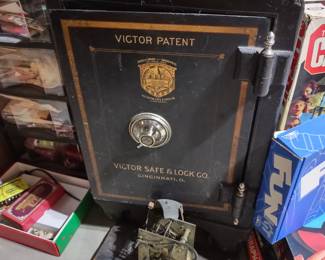 VICTOR PATENT
VICTOR SAFE & LOCK CO.
CINCINNATI, O.
FUN